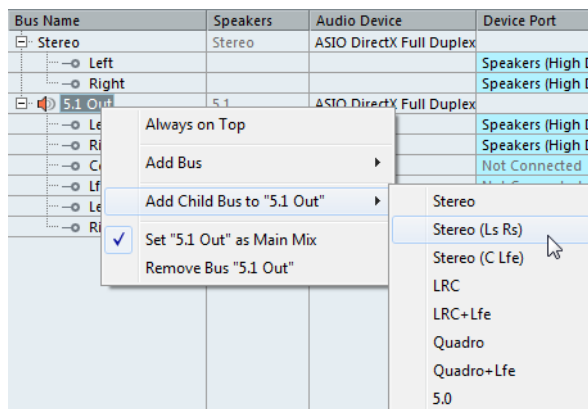 Bus Name Speakers Audio Device Device Port
Stereo Stereo ASIO DirectX Full Duplex
Left Speakers (High
Right Speakers (High
5.1 Out 5.1 ASIO DirectX Full Duplex
Always on Top
Speakers (High
Speakers (High
Add Bus
Not Connected
Add Child Bus to "5.1 Out"
Stereo
Stereo (Ls Rs)
Set "5.1 Out" as Main Mix
Stereo (C Lfe)
Remove Bus "5.1 Out"
LRC
LRC+Lfe
Quadro
Quadro+Lfe
5.0